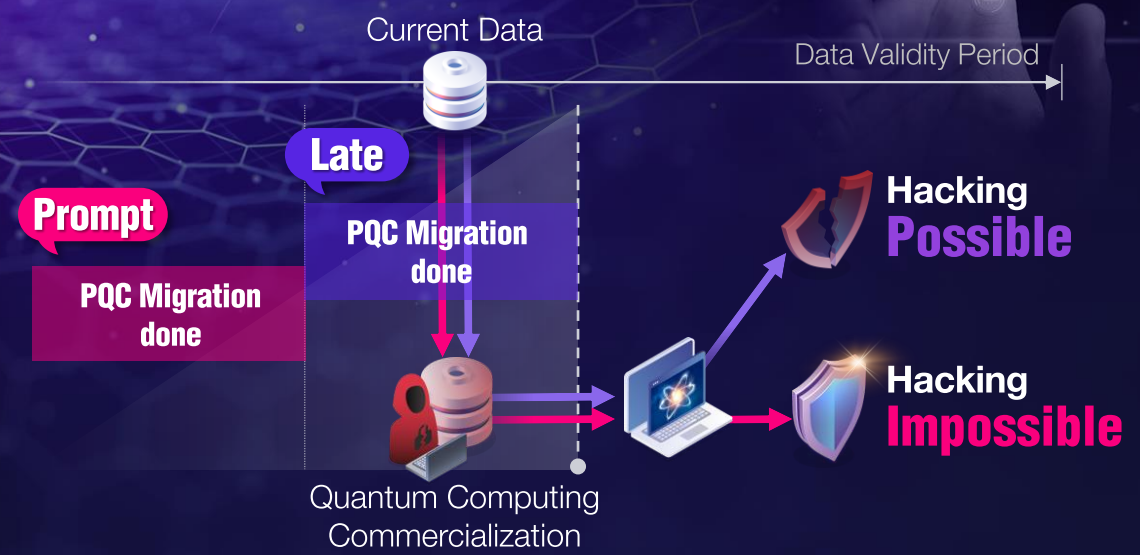 Current Data
Data Validity Period
Late
Prompt
PQC Migration
done
PQC Migration
done
Hacking
Possible
Hacking
Impossible
Quantum Computing
Commercialization